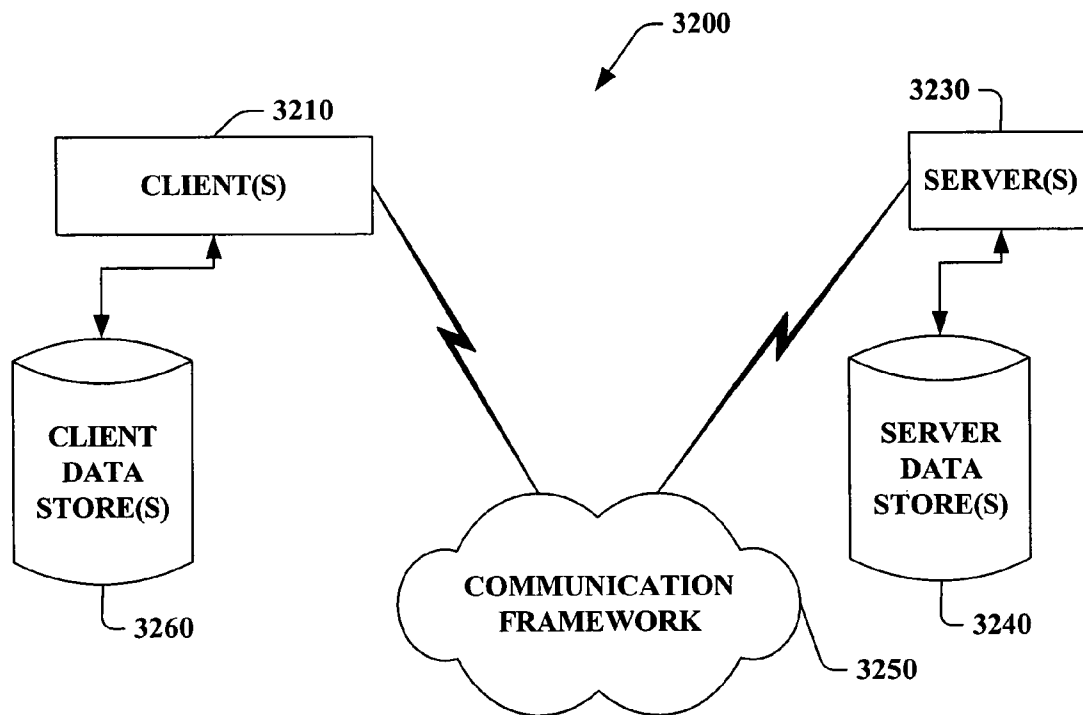 3200
3210
CLIENT(S)
3230
SERVER(S)
CLIENT
DATA
STORE(S)
3260
SERVER
DATA
STORE(S)
3240
COMMUNICATION
FRAMEWORK
3250